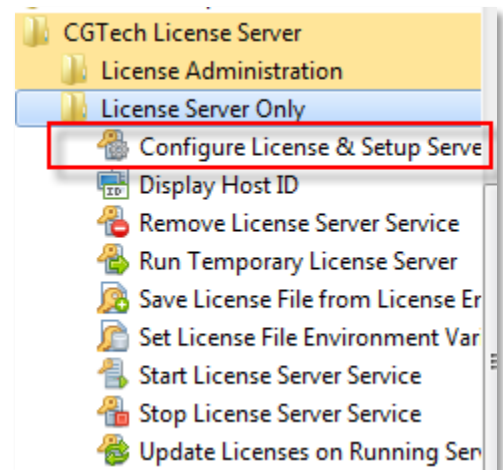 CGTech License Server
License Administration
License Server Only
Configure License & Setup Serve
Display Host ID
Remove License Server Service
Run Temporary License Server
Save License File from License Er
Set License File Environment Var
Start License Server Service
Stop License Server Service
Update Licenses on Running Serv